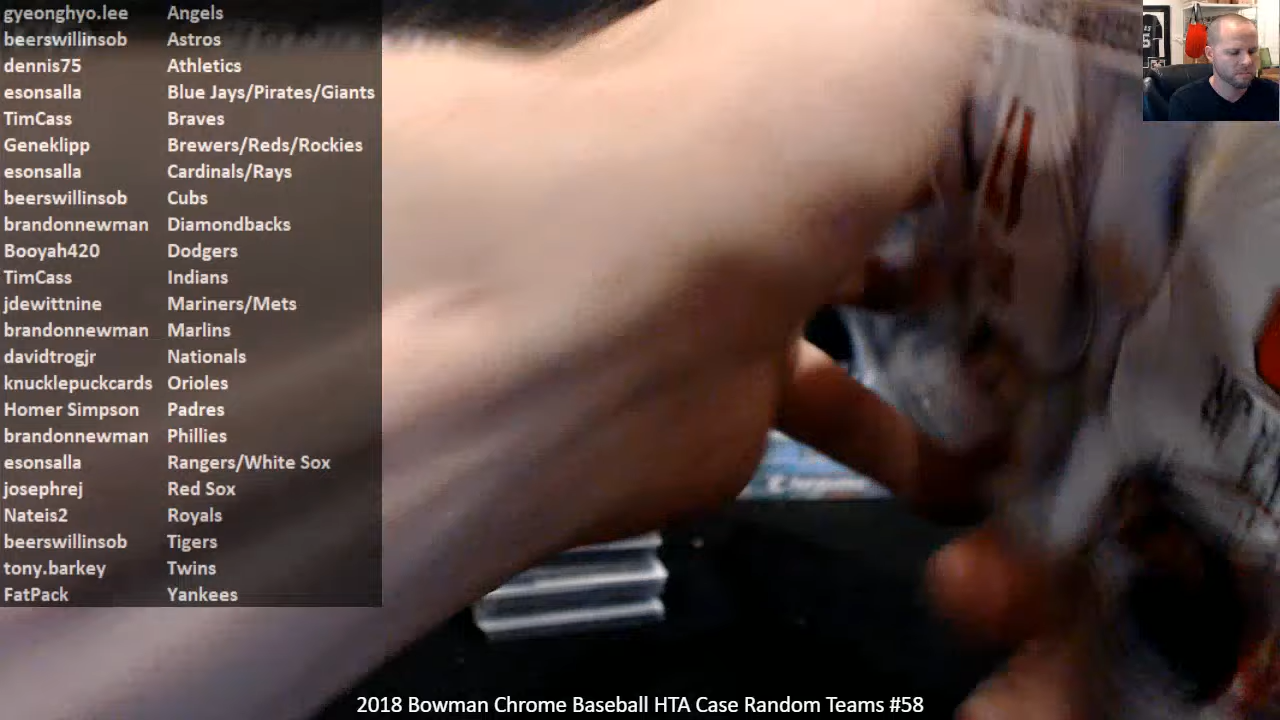 gyeonghyo.lee Angels
beerswillinsob Astros
dennis75 Athletics
esonsalla Blue Jays/Pirates/Giants
TimCass Braves
Geneklipp Brewers/Reds/Rockies
esonsalla Cardinals/Rays
beerswillinsob Cubs
brandonnewman Diamondbacks
Booyah420 Dodgers
TimCass Indians
jdewittnine Mariners/Mets
brandonnewman Marlins
davidtrogjr Nationals
knucklepuckcards Orioles
Homer Simpson Padres
brandonnewman Phillies
esonsalla Rangers/White Sox
josephrej Red Sox
Nateis2 Royals
beerswillinsob Tigers
tony.barkey Twins
FatPack Yankees
2018 Bowman Chrome Baseball HTA Case Random Teams #58